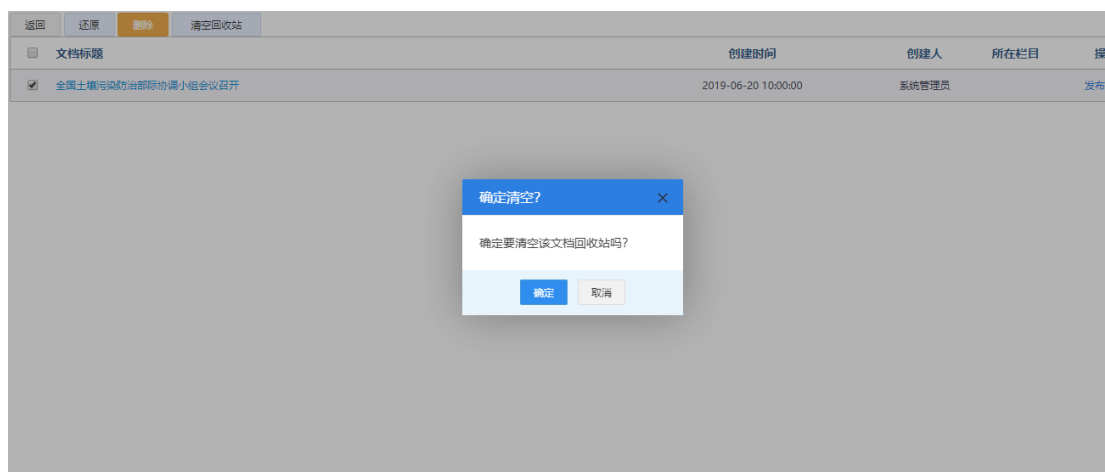 返回 还原 删除 清空回收站
文档标题 创建时间 创建人 所在栏目 操
全国土壤污染防治部际协调小组会议召开 2019-06-20 10:00:00 系统管理员 发布
确定清空?
确定要清空该文档回收站吗?
确定 取消